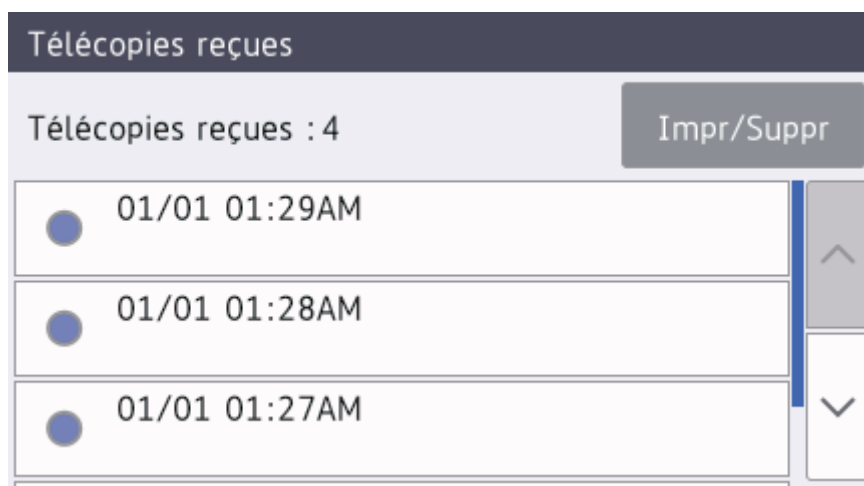 Télécopies reçues
Télécopies reçues : 4
Impr/Suppr
01/01 01:29AM
01/01 01:28AM
01/01 01:27AM